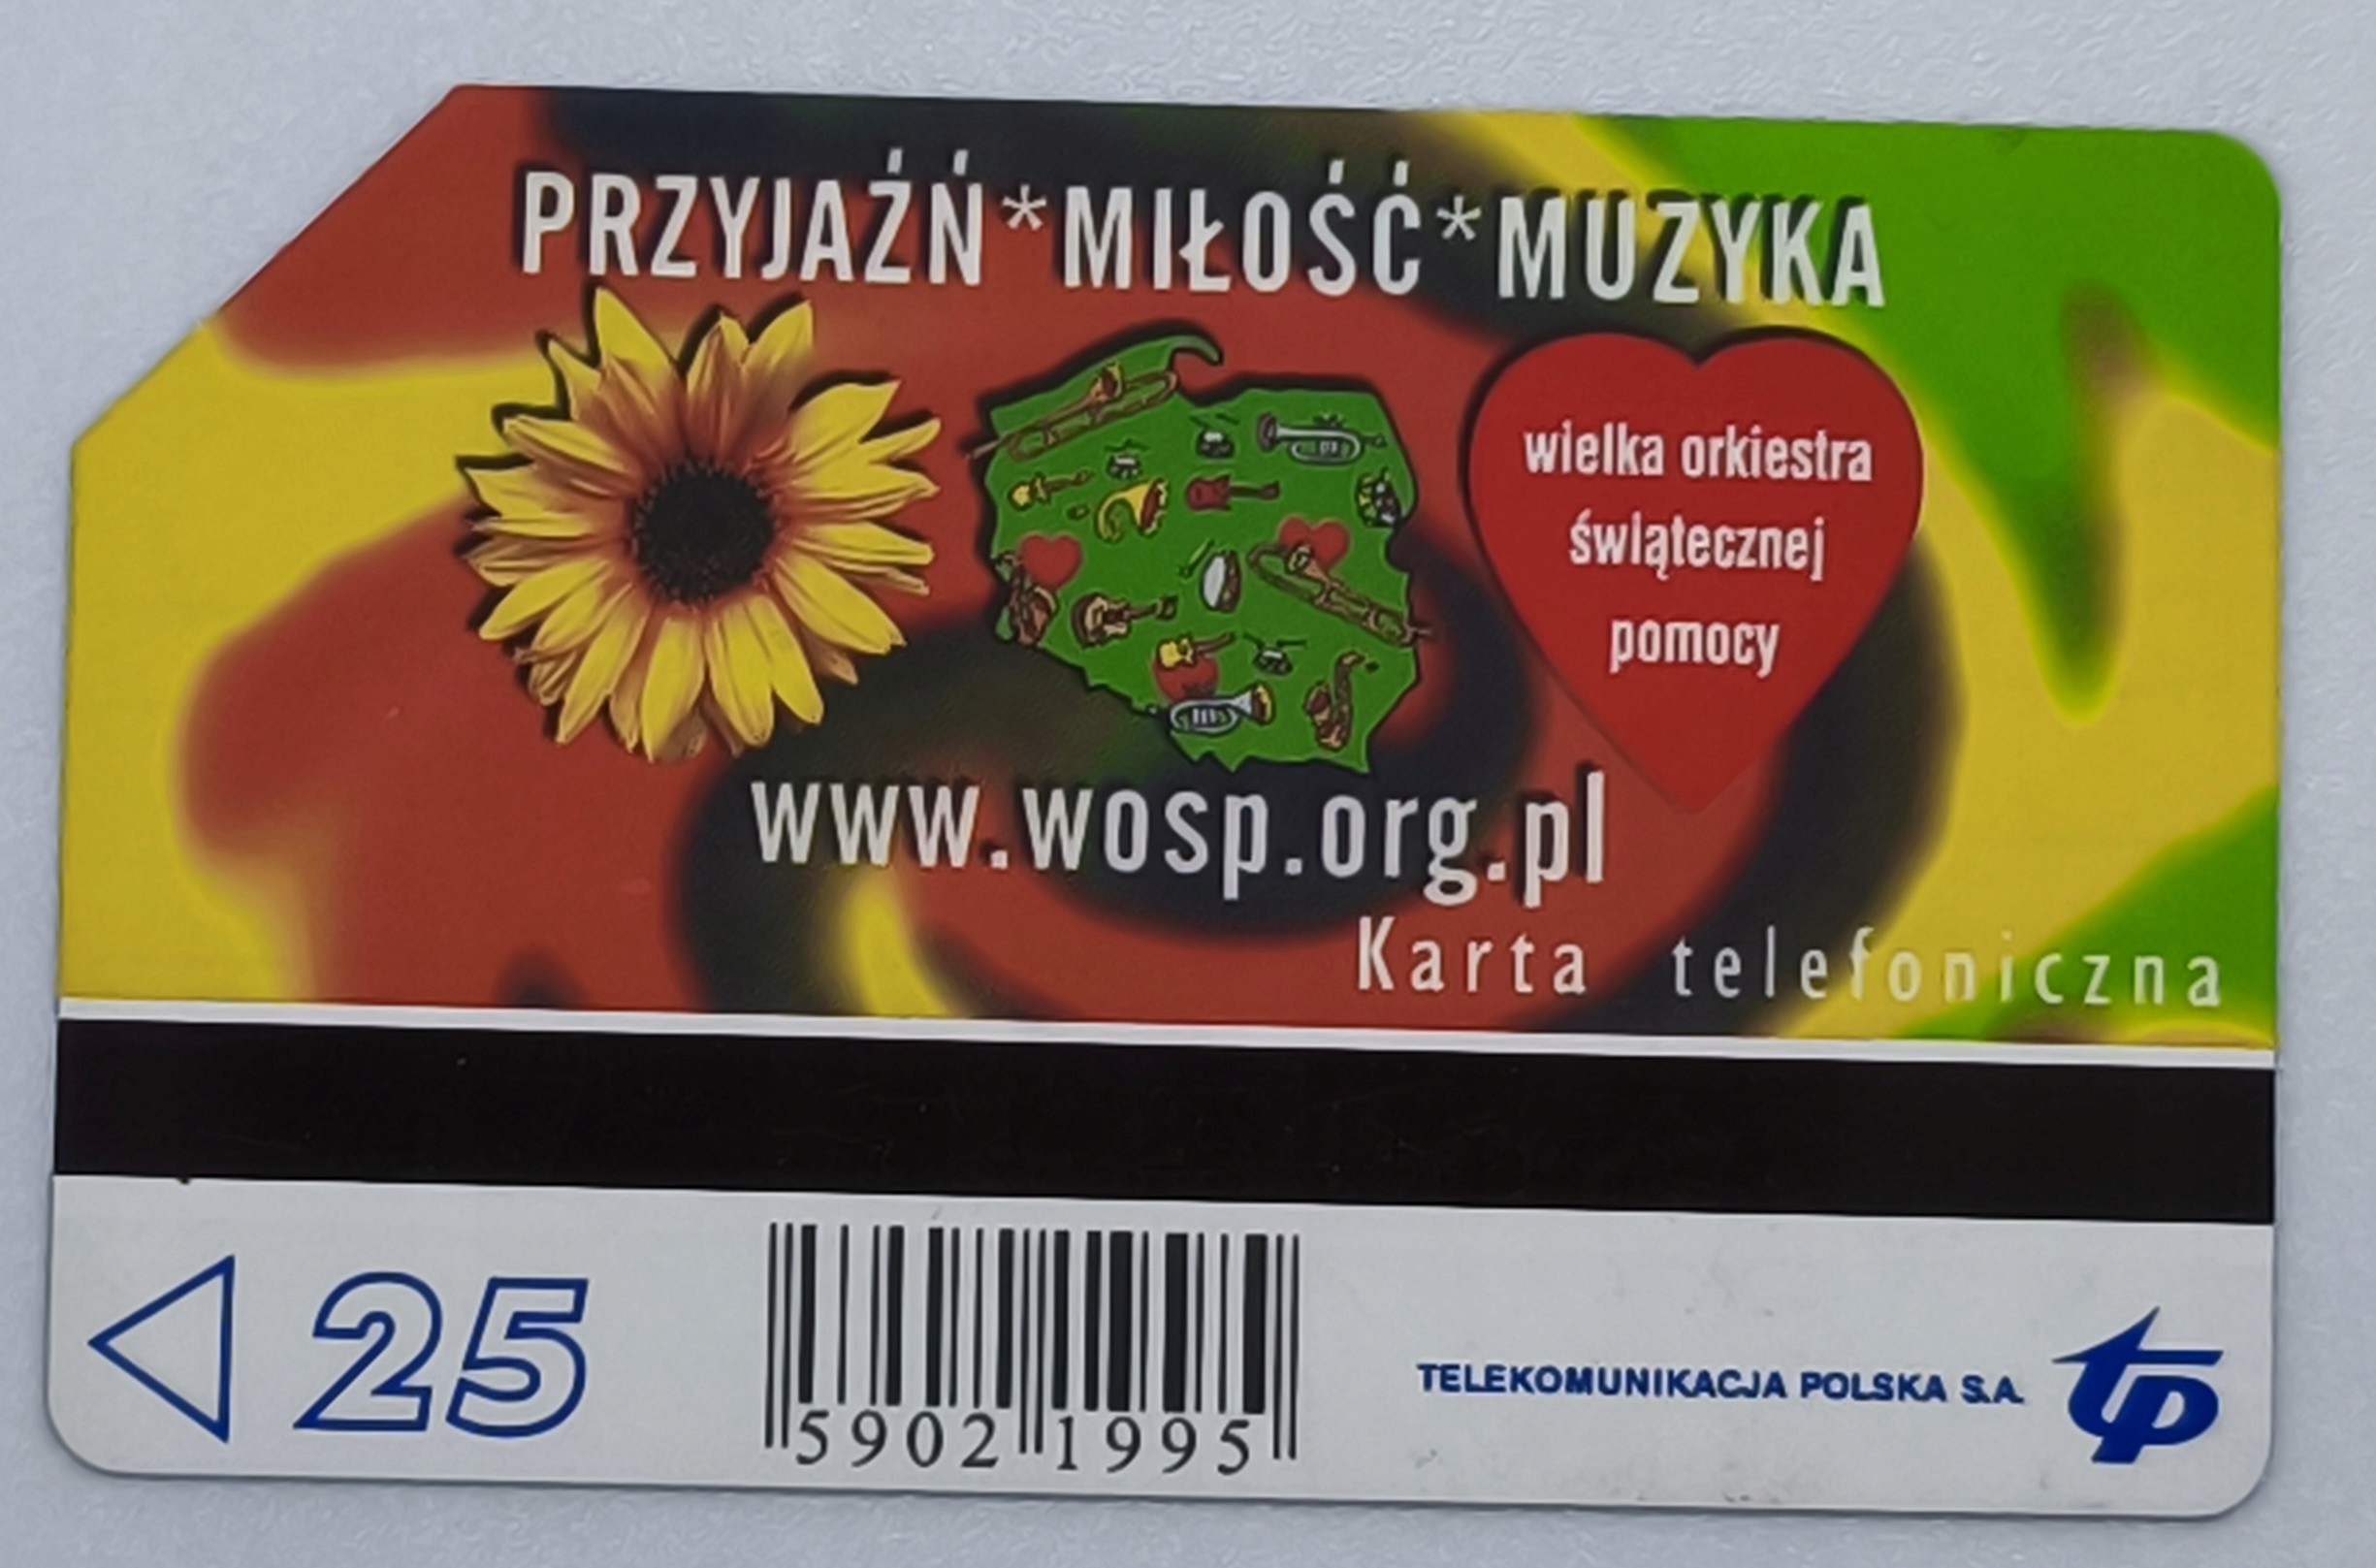 PRZYJAŹŃ*MIŁOŚĆ*MUZYKA
wielka orkiestra
świątecznej
pomocy
www.wosp.org.pl
Karta telefoniczna
25
5902 1995
TELEKOMUNIKACJA POLSKA S.A.
tp